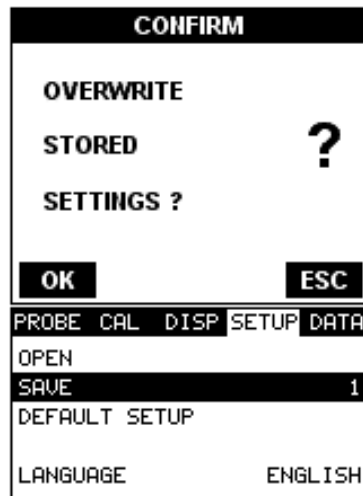 CONFIRM
OVERWRITE
STORED
SETTINGS ?
?
OK ESC
PROBE CAL DISP SETUP DATA
OPEN
SAVE 1
DEFAULT SETUP
LANGUAGE ENGLISH